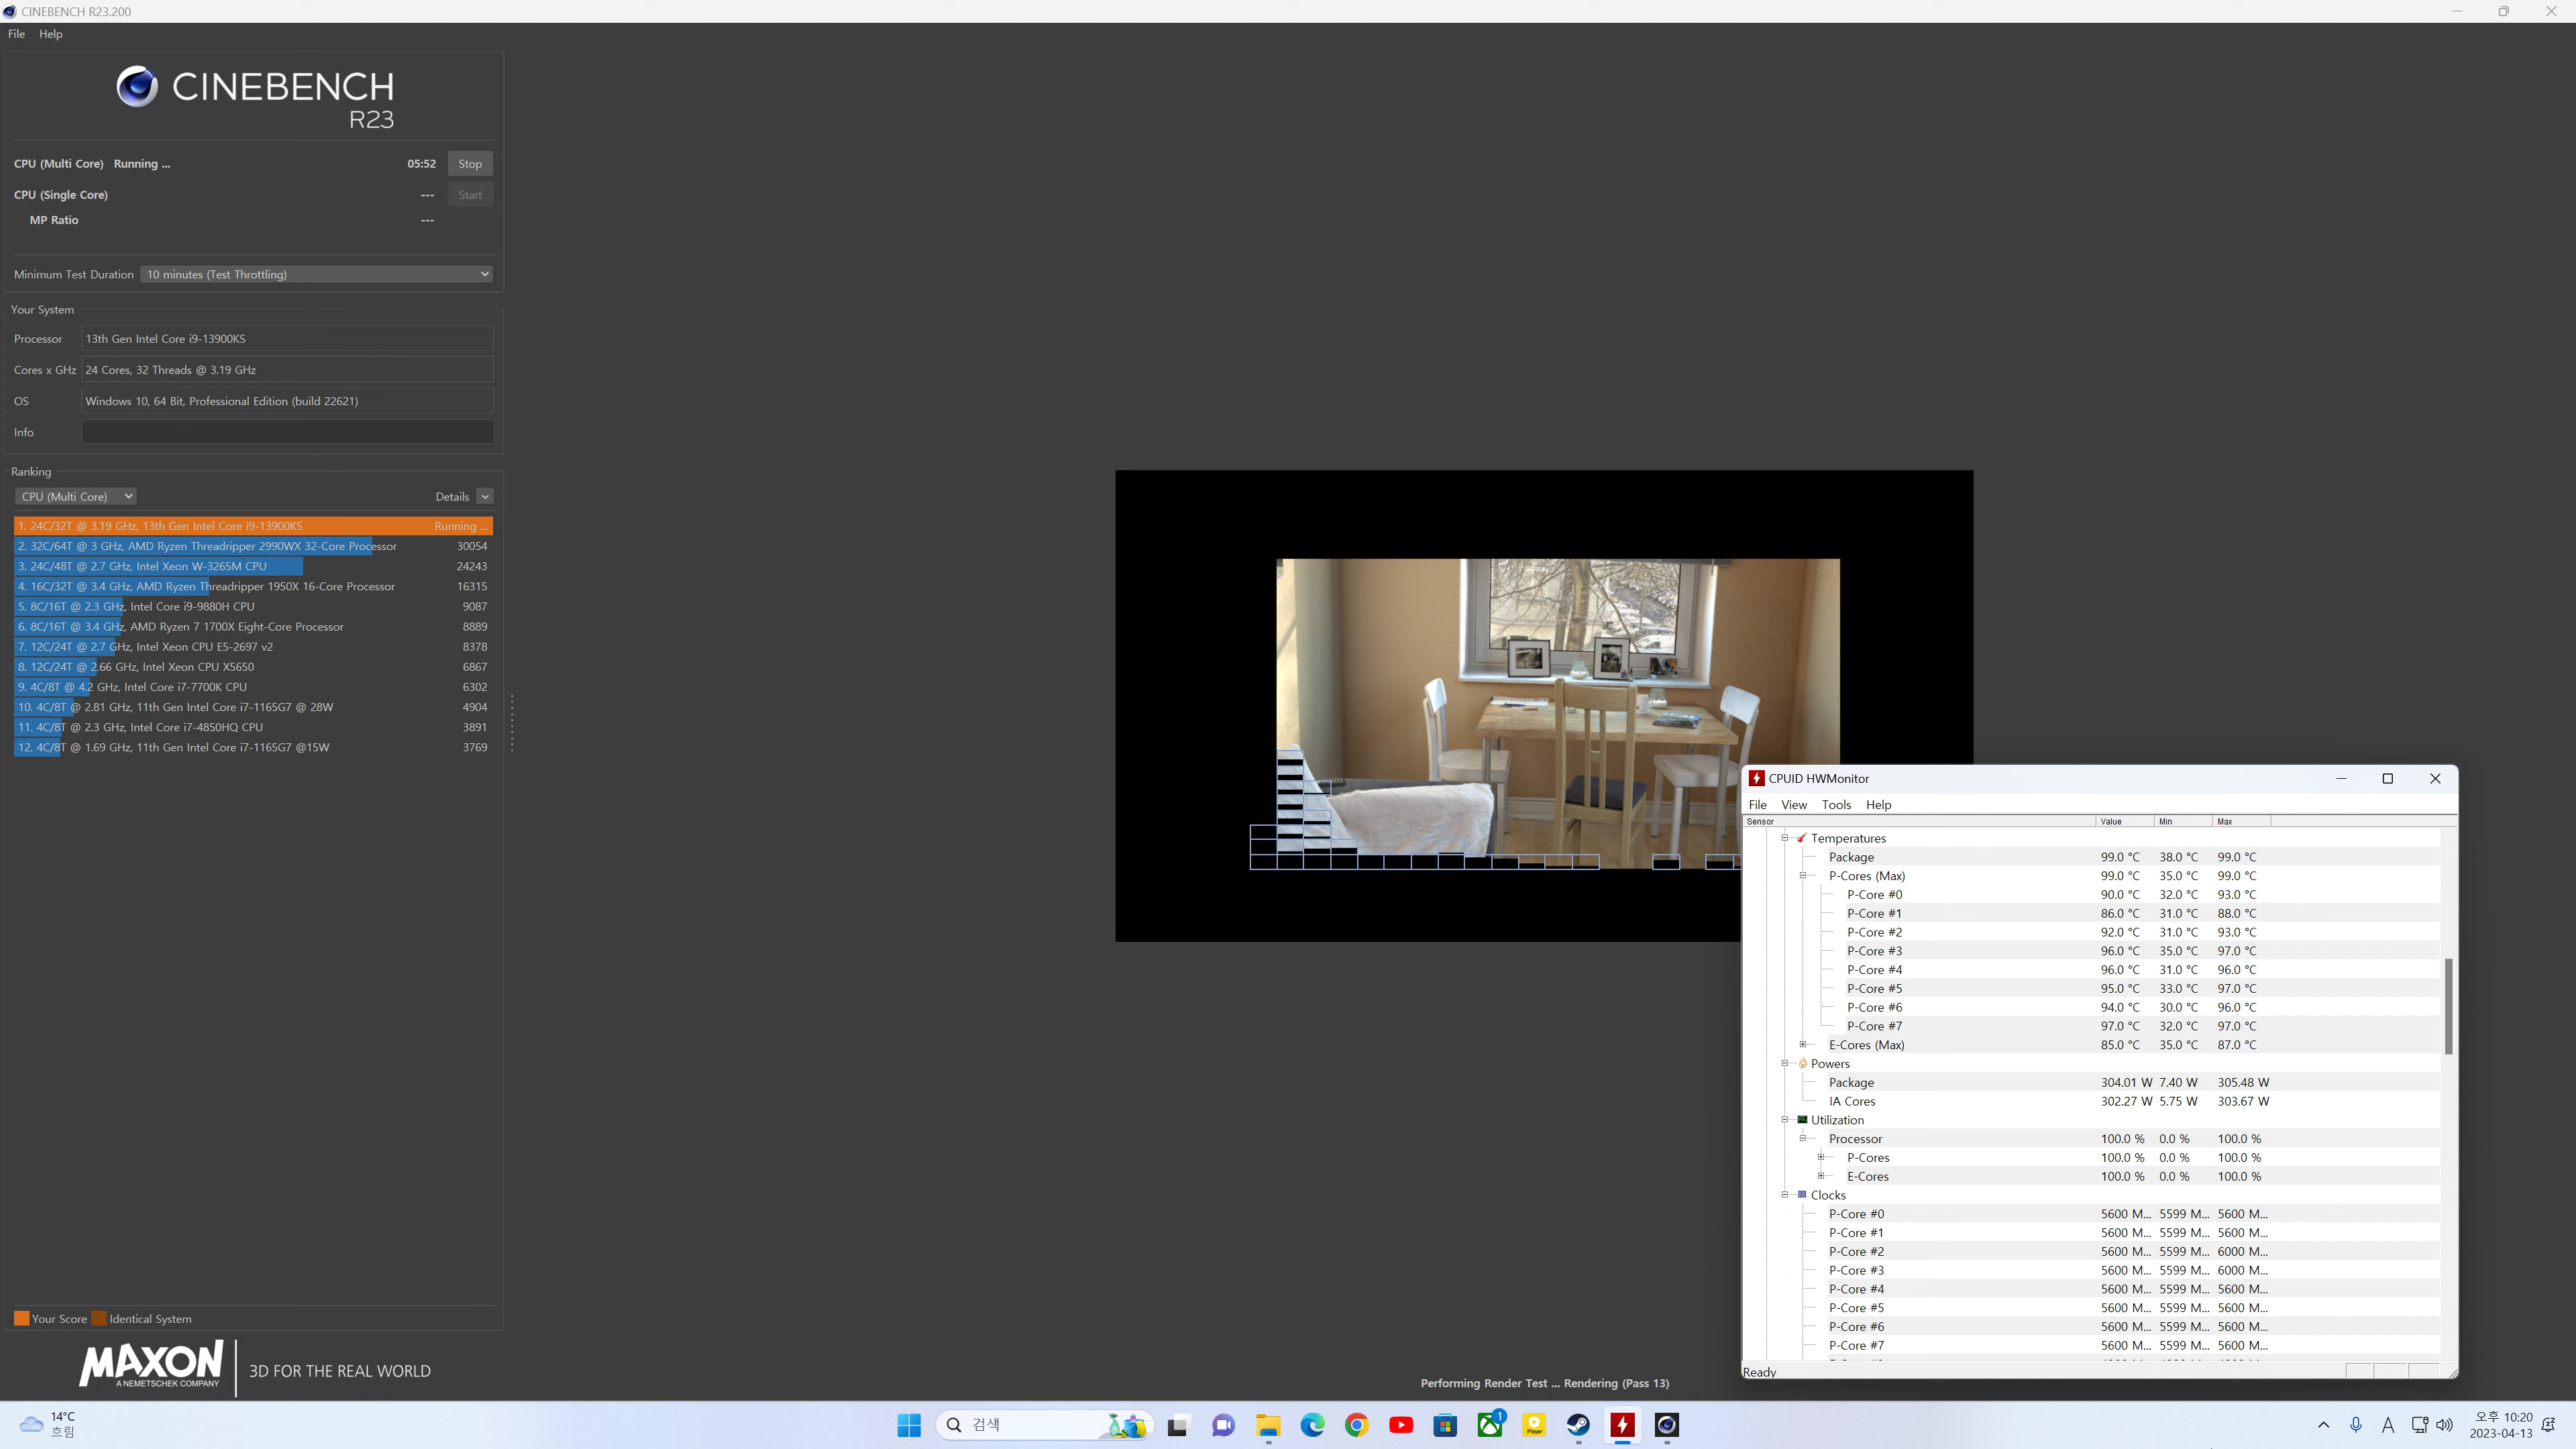 CINEBENCH R23.200
File Help
CINEBENCH
R23
CPU (Multi Core) Running ... 05:52 Stop
CPU (Single Core) --- Start
MP Ratio ---
Minimum Test Duration 10 minutes (Test Throttling)
Your System
Processor 13th Gen Intel Core i9-13900KS
Cores x GHz 24 Cores, 32 Threads @ 3.19 GHz
OS Windows 10, 64 Bit, Professional Edition (build 22621)
Info
Ranking
CPU (Multi Core) Details
1. 24C/32T @ 3.19 GHz, 13th Gen Intel Core i9-13900KS Running ...
2. 32C/64T @ 3 GHz, AMD Ryzen Threadripper 2990WX 32-Core Processor 30054
3. 24C/48T @ 2.7 GHz, Intel Xeon W-3265M CPU 24243
4. 16C/32T @ 3.4 GHz, AMD Ryzen Threadripper 1950X 16-Core Processor 16315
5. 8C/16T @ 2.3 GHz, Intel Core i9-9880H CPU 9087
6. 8C/16T @ 3.4 GHz, AMD Ryzen 7 1700X Eight-Core Processor 8889
7. 12C/24T @ 2.7 GHz, Intel Xeon CPU E5-2697 v2 8378
8. 12C/24T @ 2.66 GHz, Intel Xeon CPU X5650 6867
9. 4C/8T @ 4.2 GHz, Intel Core i7-7700K CPU 6302
10. 4C/8T @ 2.81 GHz, 11th Gen Intel Core i7-1165G7 @ 28W 4904
11. 4C/8T @ 2.3 GHz, Intel Core i7-4850HQ CPU 3891
12. 4C/8T @ 1.69 GHz, 11th Gen Intel Core i7-1165G7 @15W 3769
Your Score Identical System
MAXON
A NEMETSCHEK COMPANY
3D FOR THE REAL WORLD
Performing Render Test ... Rendering (Pass 13)
CPUID HWMonitor
File View Tools Help
Sensor Value Min Max
Temperatures
Package 99.0 °C 38.0 °C 99.0 °C
P-Cores (Max) 99.0 °C 35.0 °C 99.0 °C
P-Core #0 90.0 °C 32.0 °C 93.0 °C
P-Core #1 86.0 °C 31.0 °C 88.0 °C
P-Core #2 92.0 °C 31.0 °C 93.0 °C
P-Core #3 96.0 °C 35.0 °C 97.0 °C
P-Core #4 96.0 °C 31.0 °C 96.0 °C
P-Core #5 95.0 °C 33.0 °C 97.0 °C
P-Core #6 94.0 °C 30.0 °C 96.0 °C
P-Core #7 97.0 °C 32.0 °C 97.0 °C
E-Cores (Max) 85.0 °C 35.0 °C 87.0 °C
Powers
Package 304.01 W 7.40 W 305.48 W
IA Cores 302.27 W 5.75 W 303.67 W
Utilization
Processor 100.0 % 0.0 % 100.0 %
P-Cores 100.0 % 0.0 % 100.0 %
E-Cores 100.0 % 0.0 % 100.0 %
Clocks
P-Core #0 5600 M... 5599 M... 5600 M...
P-Core #1 5600 M... 5599 M... 5600 M...
P-Core #2 5600 M... 5599 M... 6000 M...
P-Core #3 5600 M... 5599 M... 6000 M...
P-Core #4 5600 M... 5599 M... 5600 M...
P-Core #5 5600 M... 5599 M... 5600 M...
P-Core #6 5600 M... 5599 M... 5600 M...
P-Core #7 5600 M... 5599 M... 5600 M...
Ready
14°C
흐림
검색
1
Player
A
오후 10:20
2023-04-13